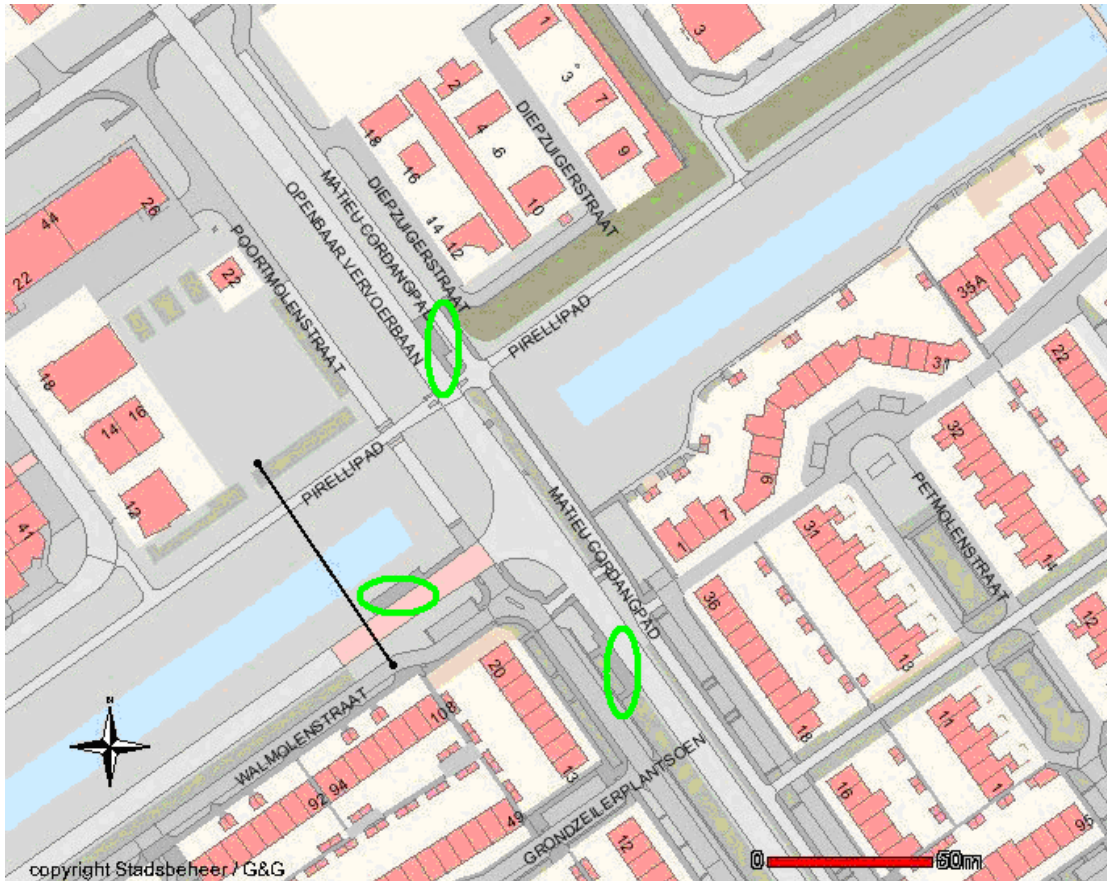 1
3
2
3
7
18
4
DIEPZUIGERSTRAAT
9
6
16
MATIEU CORDANGPAD
DIEPZUIGERSTRAAT
26
44
10
14
12
OPENBAAR VERVOERBAAN
POORTMOLENSTRAAT
22
22
35A
PIRELLIPAD
18
31
22
16
14
32
PIRELLIPAD
9
12
41
7
1
MATIEU CORDANGPAD
31
PETMOLENSTRAAT
14
36
12
13
20
N
108
WALMOLENSTRAAT
18
11
92 94
13
GRONDZEILERPLANTSOEN
16
1
49
12
95
0 50m
copyright Stadsbeheer / G&G